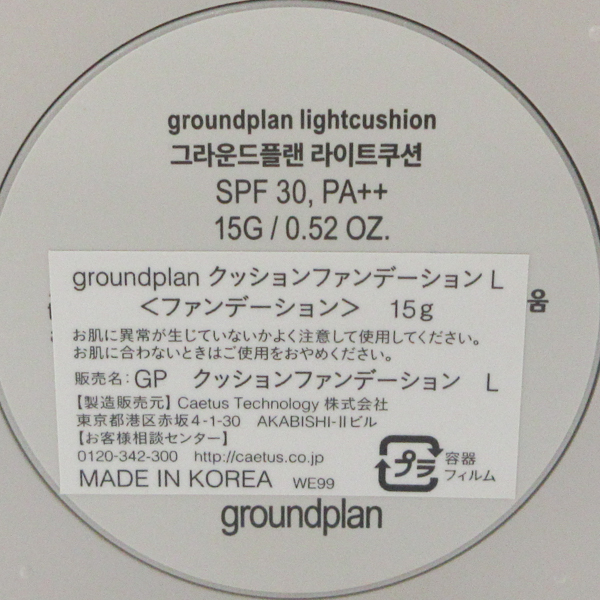 groundplan lightcushion
그라운드플랜 라이트쿠션
SPF 30, PA++
15G / 0.52 OZ.
groundplan クッションファンデーション L
＜ファンデーション＞ 15g
움
お肌に異常が生じていないかよく注意して使用してください。
お肌に合わないときはご使用をおやめください。
販売名：GP クッションファンデーション L
【製造販売元】Caetus Technology 株式会社
東京都港区赤坂4-1-30 AKABISHI-IIビル
【お客様相談センター】
0120-342-300 http://caetus.co.jp
MADE IN KOREA WE99
プラ
容器
フィルム
groundplan